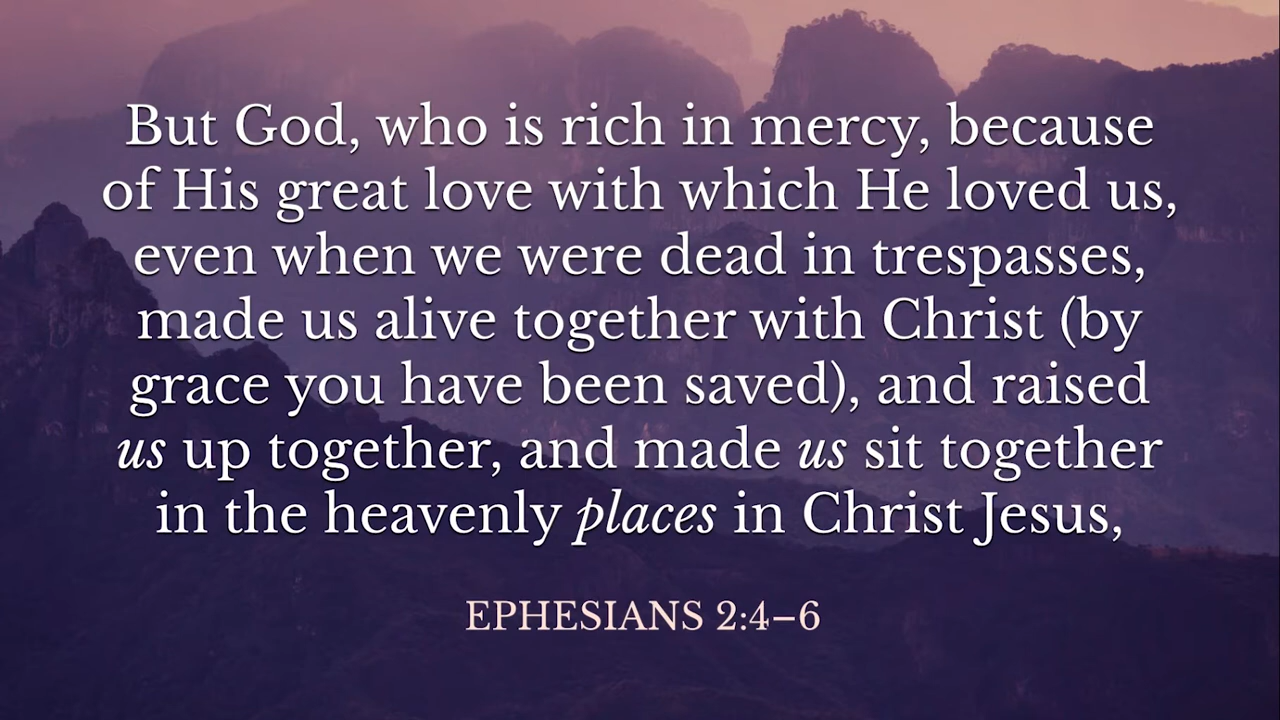 But God, who is rich in mercy, because
of His great love with which He loved us,
even when we were dead in trespasses,
made us alive together with Christ (by
grace you have been saved), and raised
us up together, and made us sit together
in the heavenly places in Christ Jesus,
EPHESIANS 2:4–6